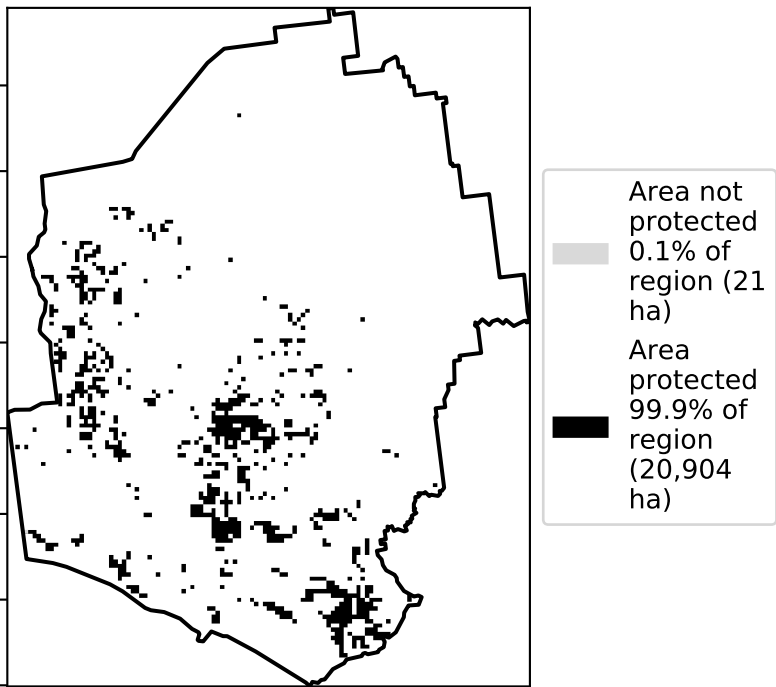 Area not
protected
0.1% of
region (21
ha)
Area
protected
99.9% of
region
(20,904
ha)